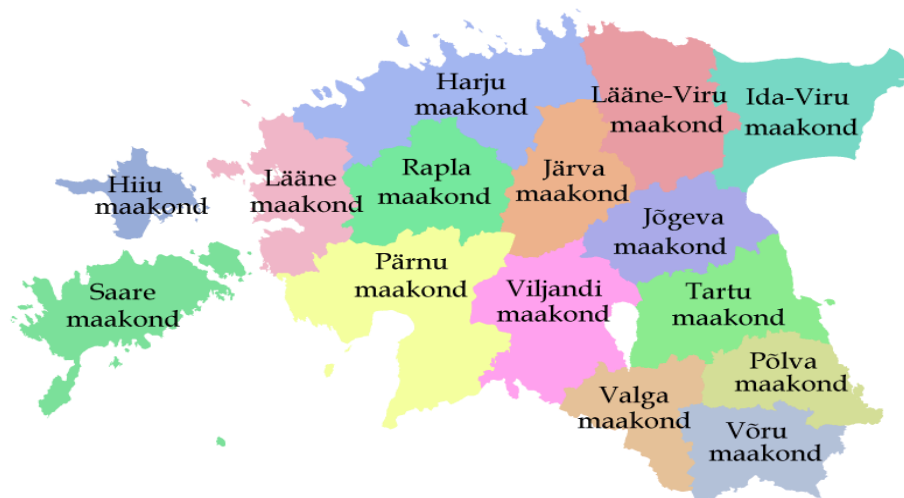 Harju
maakond
Lääne-Viru
maakond
Ida-Viru
maakond
Hiiu
maakond
Lääne
maakond
Rapla
maakond
Järva
maakond
Jõgeva
maakond
Saare
maakond
Pärnu
maakond
Viljandi
maakond
Tartu
maakond
Põlva
maakond
Valga
maakond
Võru
maakond